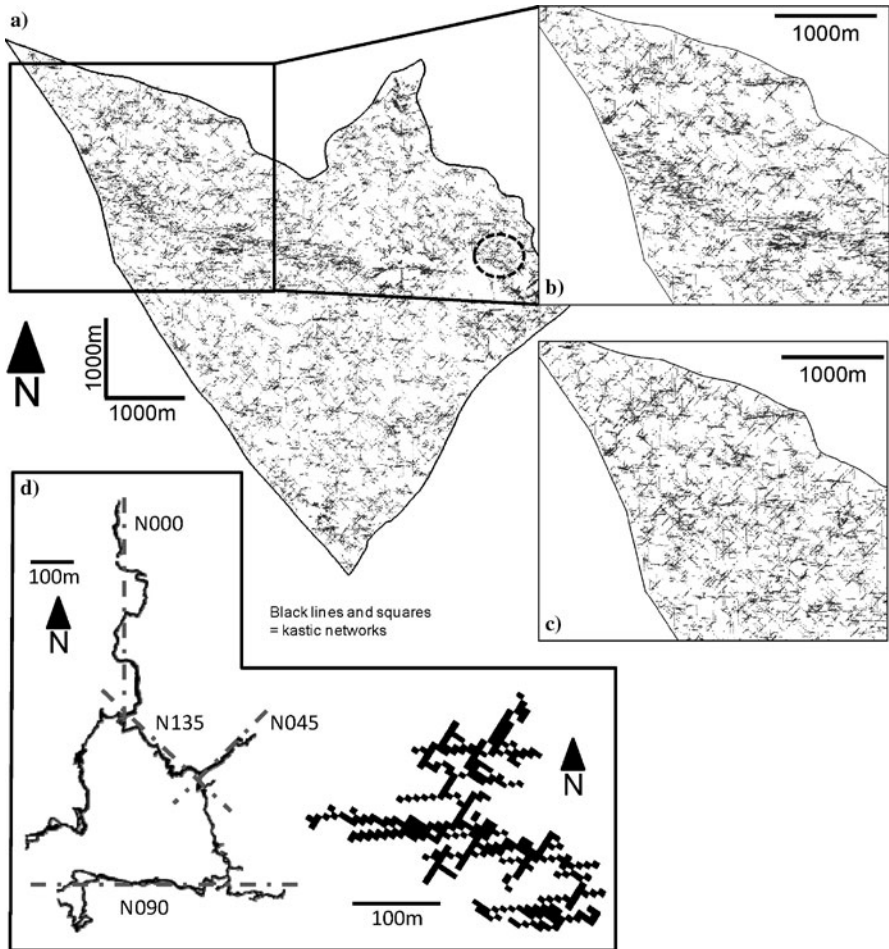 a)
1000m
b)
N
1000m
1000m
1000m
c)
d)
N000
100m
N
Black lines and squares
= kastic networks
N135
N045
N
N090
100m